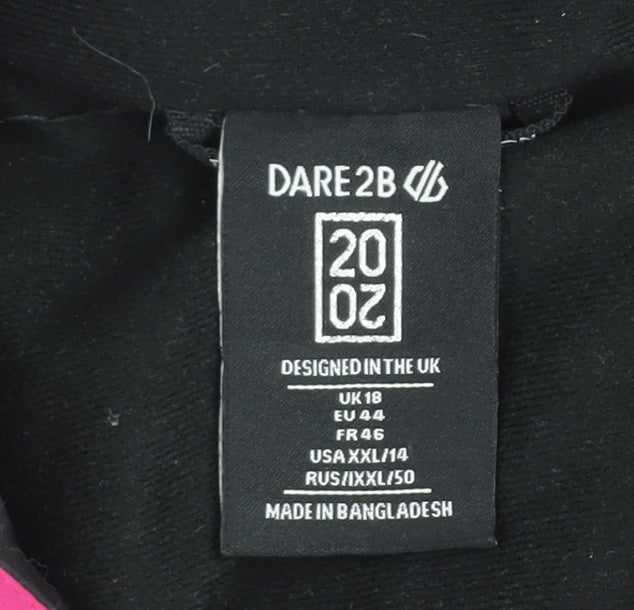 DARE 2B
20
20
DESIGNED IN THE UK
UK 18
EU 44
FR 46
USA XXL/14
RUS/IXXL/50
MADE IN BANGLADESH